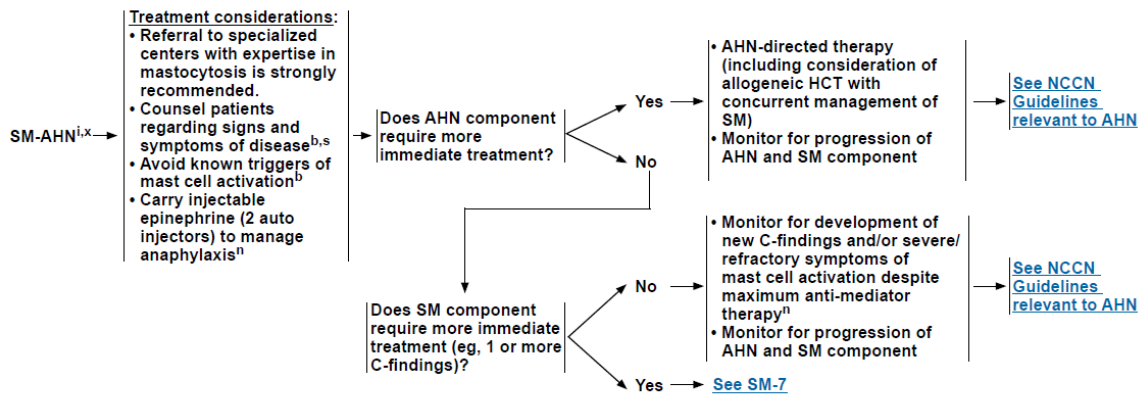 SM-AHNi,x
Treatment considerations:
• Referral to specialized
centers with expertise in
mastocytosis is strongly
recommended.
• Counsel patients
regarding signs and
symptoms of diseaseb,s
• Avoid known triggers of
mast cell activationb
• Carry injectable
epinephrine (2 auto
injectors) to manage
anaphylaxisn
Does AHN component
require more
immediate treatment?
Yes
• AHN-directed therapy
(including consideration of
allogeneic HCT with
concurrent management of
SM)
• Monitor for progression of
AHN and SM component
See NCCN
Guidelines
relevant to AHN
No
Does SM component
require more immediate
treatment (eg, 1 or more
C-findings)?
No
• Monitor for development of
new C-findings and/or severe/
refractory symptoms of
mast cell activation despite
maximum anti-mediator
therapyn
• Monitor for progression of
AHN and SM component
See NCCN
Guidelines
relevant to AHN
Yes
See SM-7